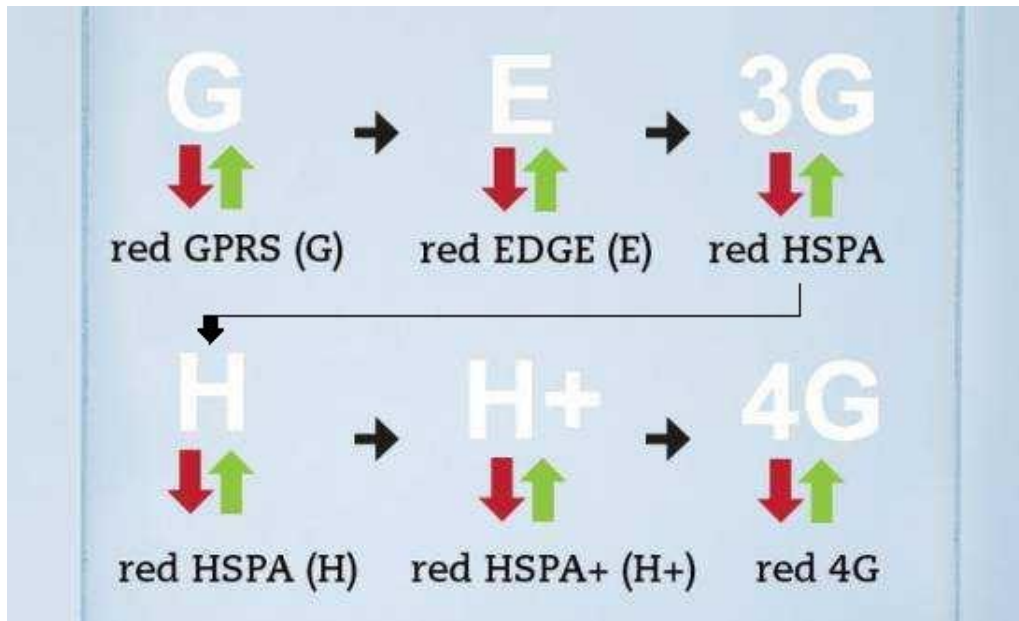 G E 3G
red GPRS (G) red EDGE (E) red HSPA
H H+ 4G
red HSPA (H) red HSPA+ (H+) red 4G